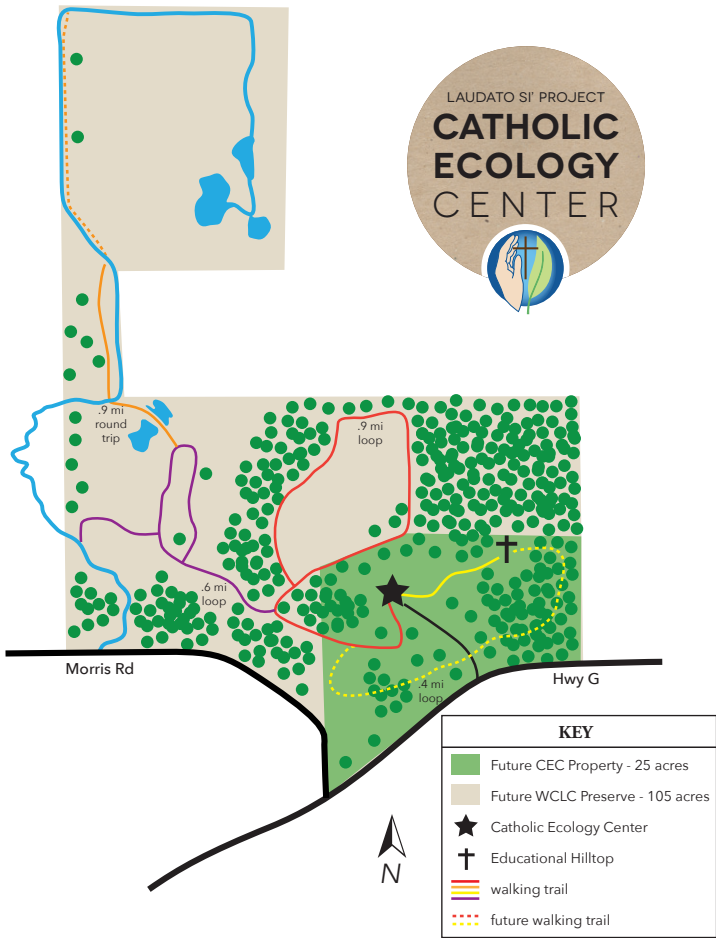 LAUDATO SI' PROJECT
CATHOLIC
ECOLOGY
CENTER
.9 mi
round
trip
.9 mi
loop
.6 mi
loop
Morris Rd
.4 mi
loop
Hwy G
KEY
Future CEC Property - 25 acres
Future WCLC Preserve - 105 acres
Catholic Ecology Center
Educational Hilltop
walking trail
future walking trail
N